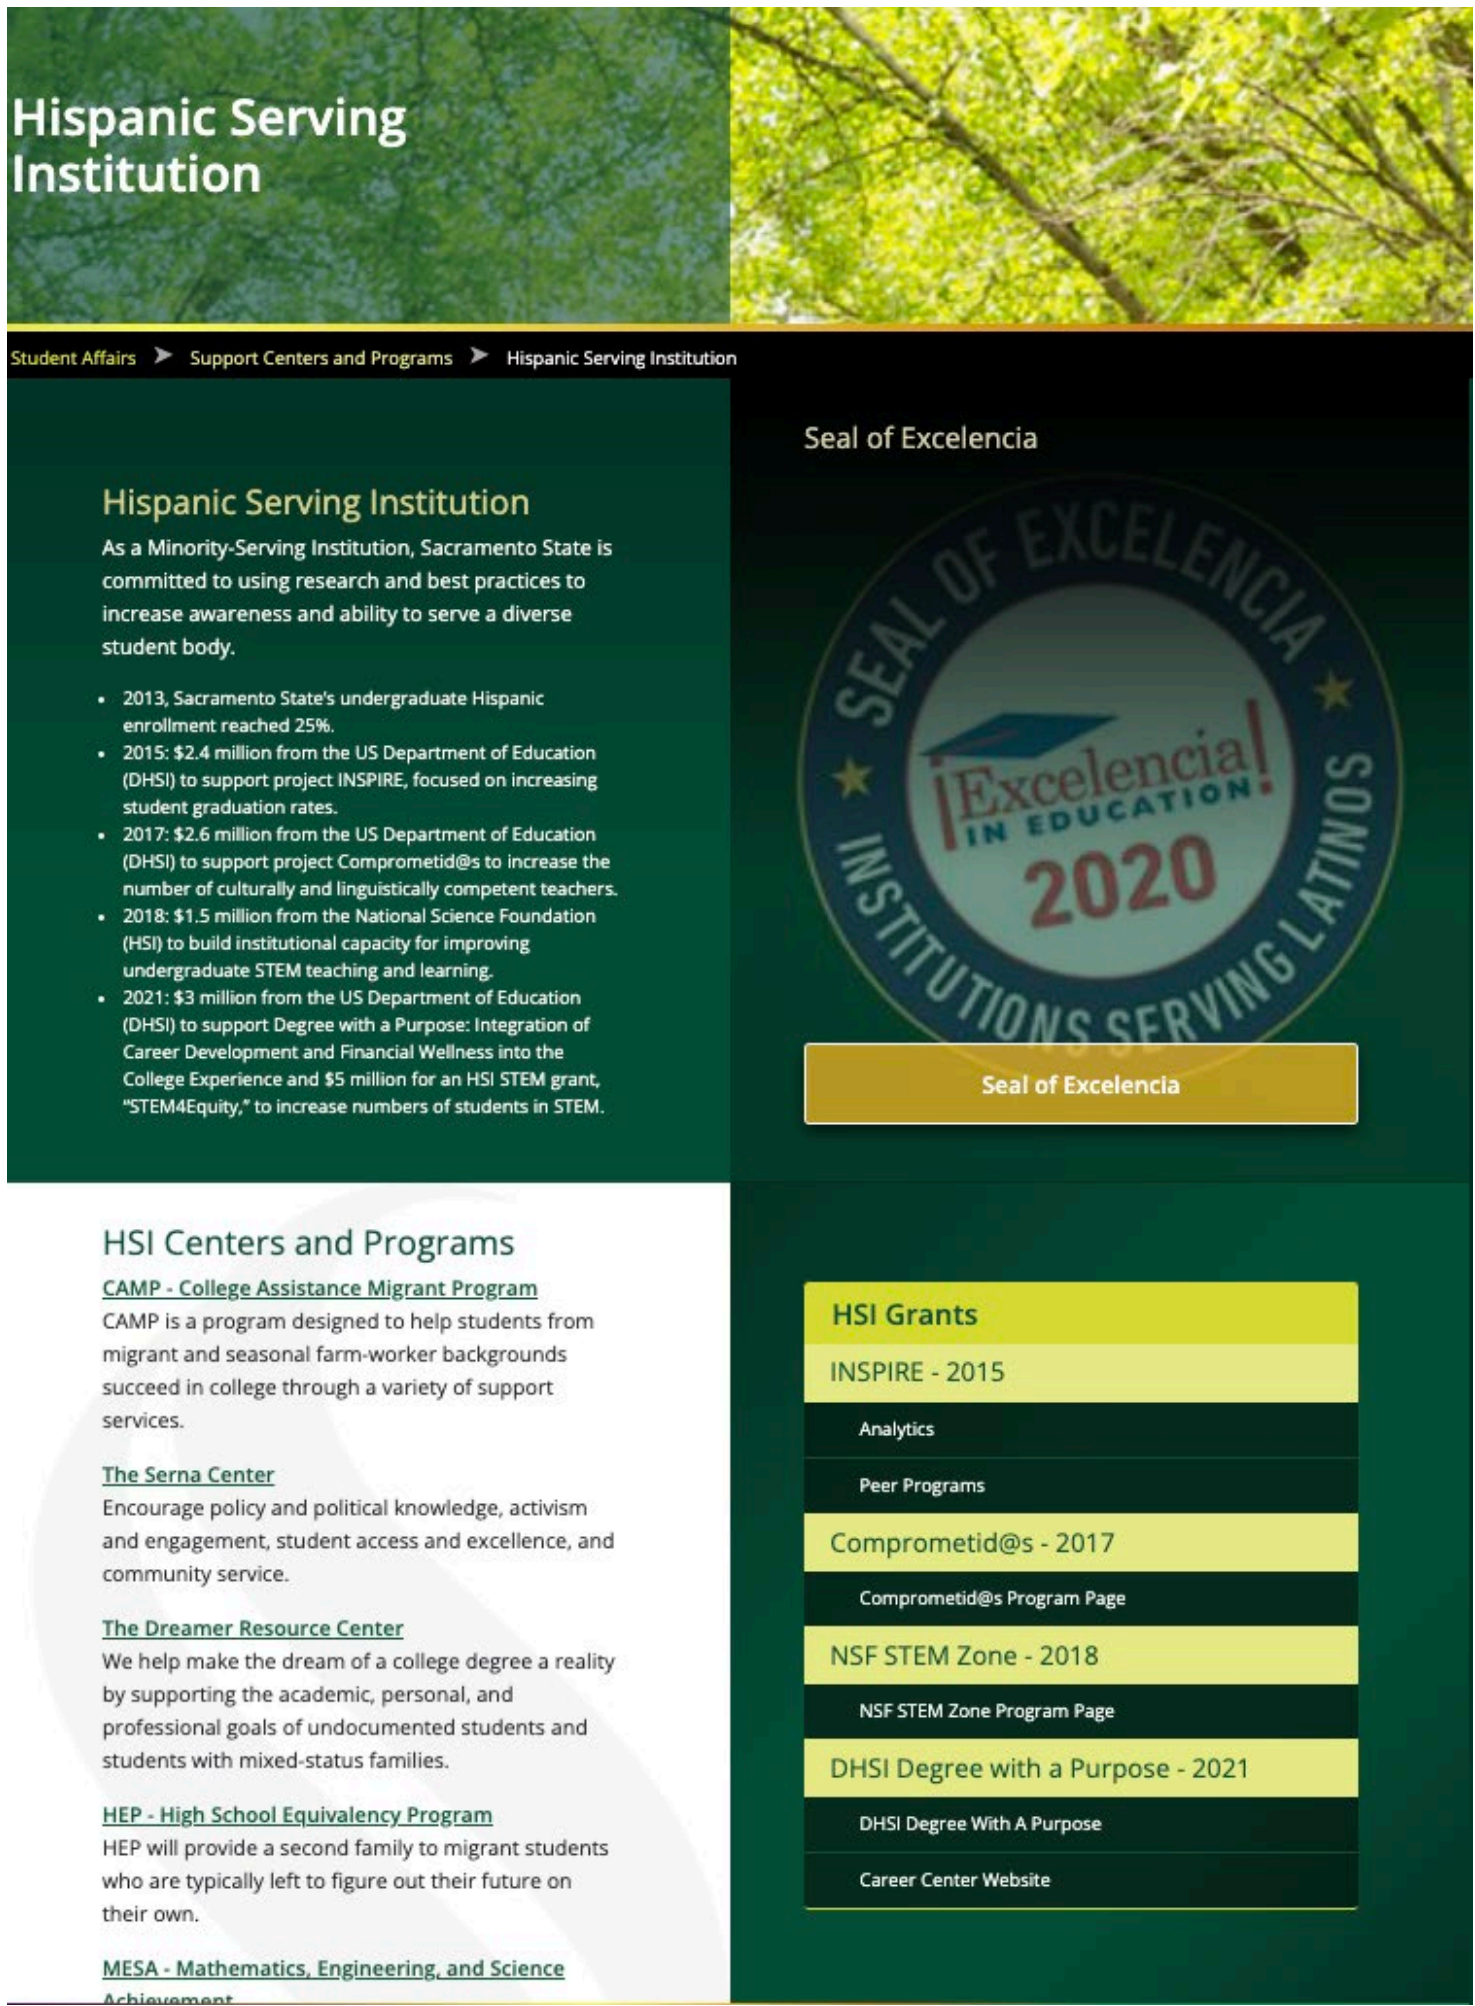 Hispanic Serving
Institution
Student Affairs
Support Centers and Programs
Hispanic Serving Institution
Hispanic Serving Institution
As a Minority-Serving Institution, Sacramento State is
committed to using research and best practices to
increase awareness and ability to serve a diverse
student body.
• 2013, Sacramento State's undergraduate Hispanic
enrollment reached 25%.
• 2015: $2.4 million from the US Department of Education
(DHSI) to support project INSPIRE, focused on increasing
student graduation rates.
• 2017: $2.6 million from the US Department of Education
(DHSI) to support project Comprometid@s to increase the
number of culturally and linguistically competent teachers.
• 2018: $1.5 million from the National Science Foundation
(HSI) to build institutional capacity for improving
undergraduate STEM teaching and learning.
• 2021: $3 million from the US Department of Education
(DHSI) to support Degree with a Purpose: Integration of
Career Development and Financial Wellness into the
College Experience and $5 million for an HSI STEM grant,
"STEM4Equity," to increase numbers of students in STEM.
Seal of Excelencia
SEAL OF EXCELENCIA
¡Excelencia!
IN EDUCATION
2020
INSTITUTIONS SERVING LATINOS
Seal of Excelencia
HSI Centers and Programs
CAMP - College Assistance Migrant Program
CAMP is a program designed to help students from
migrant and seasonal farm-worker backgrounds
succeed in college through a variety of support
services.
The Serna Center
Encourage policy and political knowledge, activism
and engagement, student access and excellence, and
community service.
The Dreamer Resource Center
We help make the dream of a college degree a reality
by supporting the academic, personal, and
professional goals of undocumented students and
students with mixed-status families.
HEP - High School Equivalency Program
HEP will provide a second family to migrant students
who are typically left to figure out their future on
their own.
MESA - Mathematics, Engineering, and Science
Achievement
HSI Grants
INSPIRE - 2015
Analytics
Peer Programs
Comprometid@s - 2017
Comprometid@s Program Page
NSF STEM Zone - 2018
NSF STEM Zone Program Page
DHSI Degree with a Purpose - 2021
DHSI Degree With A Purpose
Career Center Website